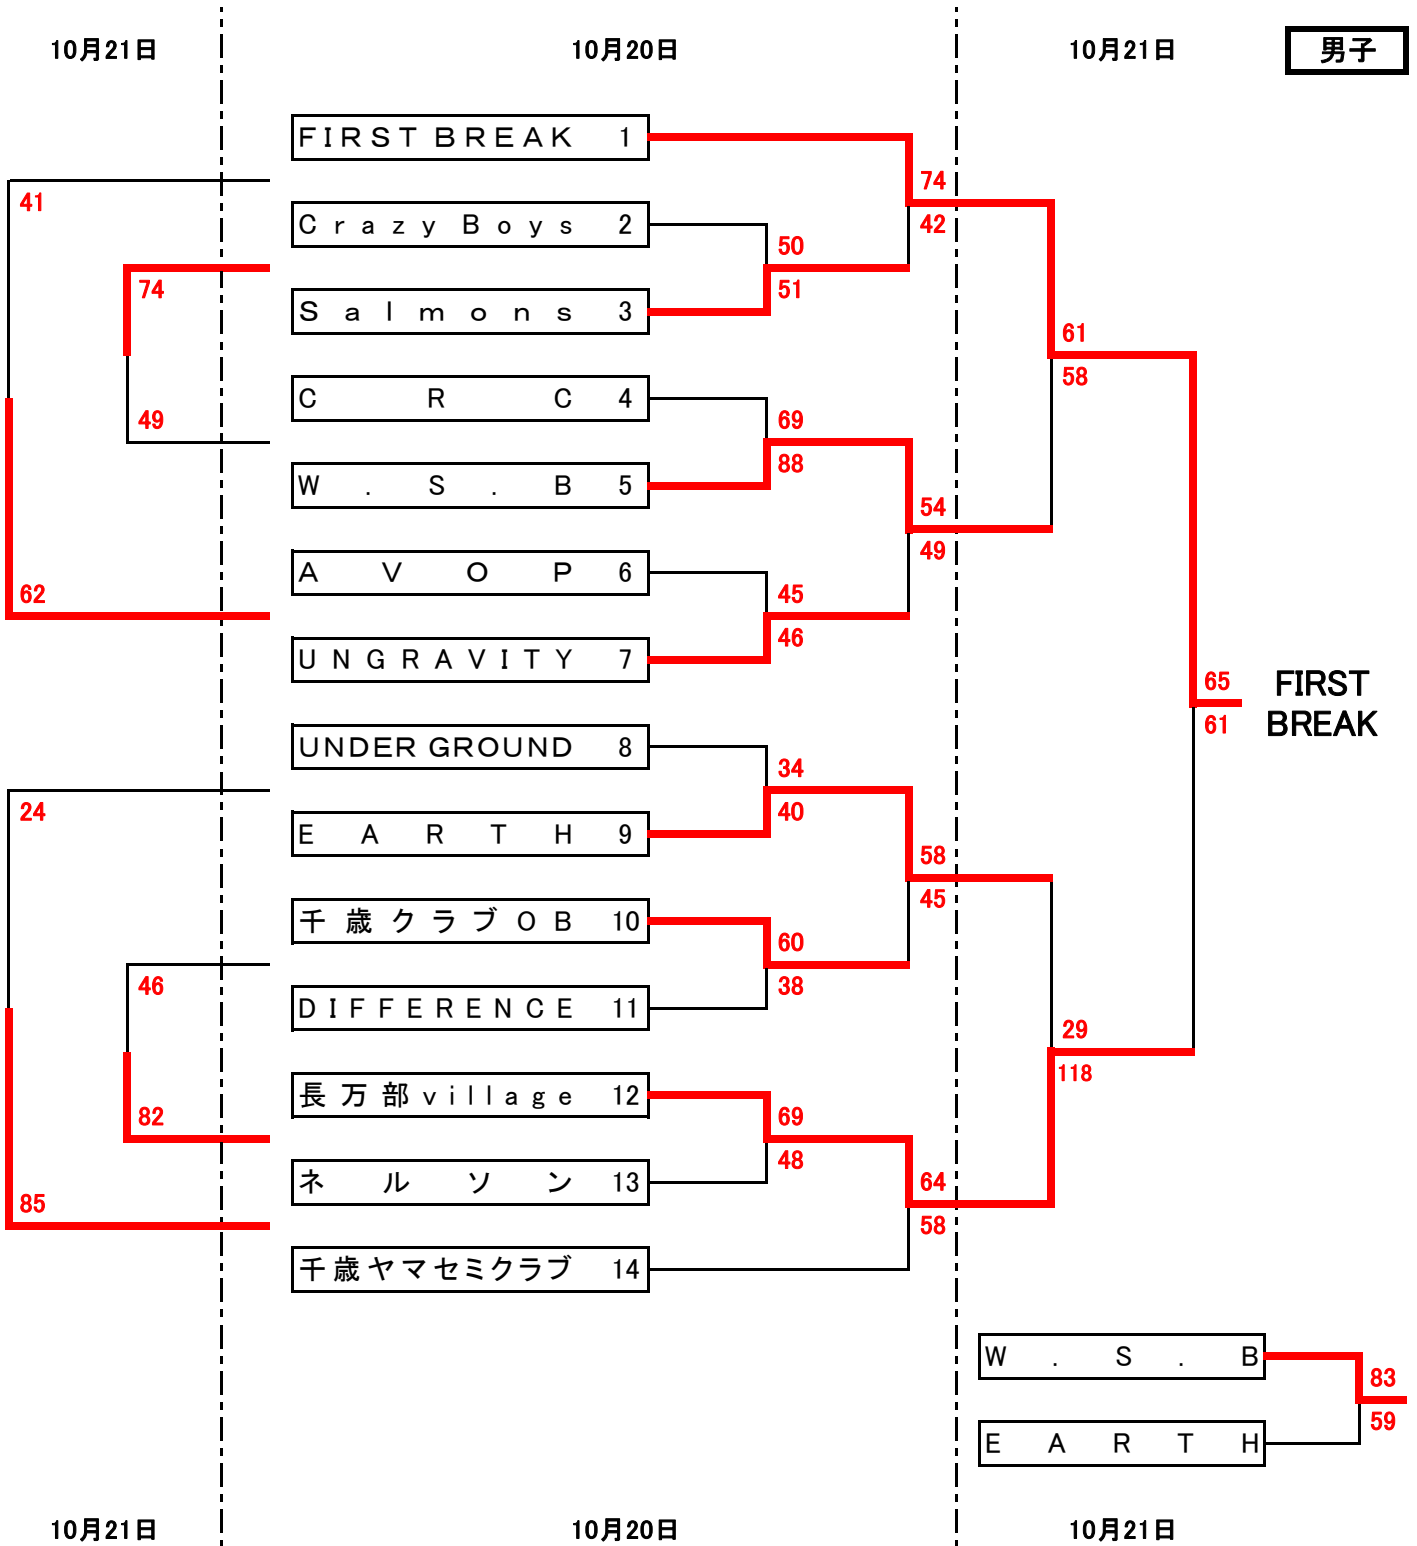 10月21日 10月20日 10月21日 男子
FIRST BREAK 1
74
41
Crazy Boys 2
42
50
74
51
Salmons 3
61
58
CRC 4
49
69
88
W.S.B 5
54
49
AVOP 6
62
45
46
UNGRAVITY 7
65
FIRST
61
BREAK
UNDER GROUND 8
34
24
40
EARTH 9
58
45
千歳クラブOB 10
60
46
38
DIFFERENCE 11
29
118
長万部village 12
82
69
48
ネルソン 13
64
85
58
千歳ヤマセミクラブ 14
W.S.B
83
59
EARTH
10月21日 10月20日 10月21日